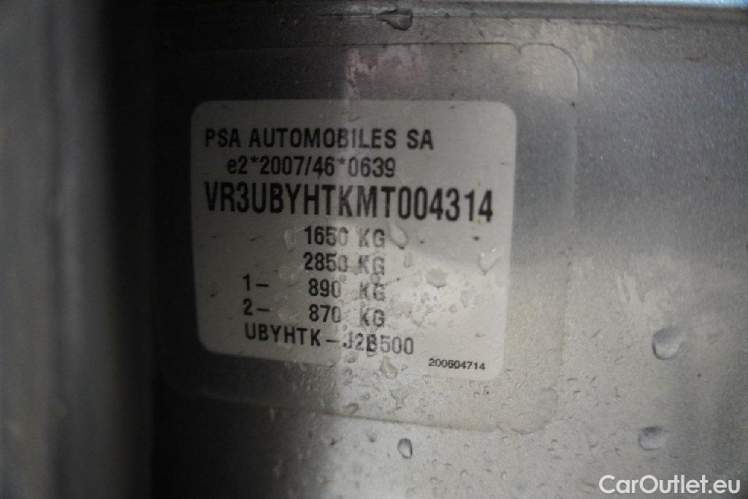 PSA AUTOMOBILES SA
e2*2007/46*0639
VR3UBYHTKMT004314
1650 KG
2850 KG
1- 890 KG
2- 870 KG
UBYHTK-J2B500
200604714
CarOutlet.eu